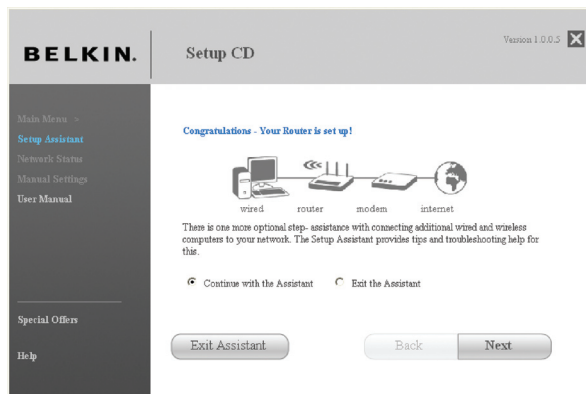 BELKIN.
Setup CD
Version 1.0.0.5
Main Menu >
Setup Assistant
Network Status
Manual Settings
User Manual
Special Offers
Help
Congratulations - Your Router is set up!
wired router modem internet
There is one more optional step- assistance with connecting additional wired and wireless
computers to your network. The Setup Assistant provides tips and troubleshooting help for
this.
Continue with the Assistant Exit the Assistant
Exit Assistant Back Next